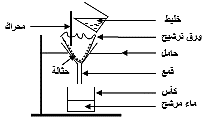 خليط
محراك
ورق ترشيح
حامل
حثالة
قمع
كأس
ماء مرشح